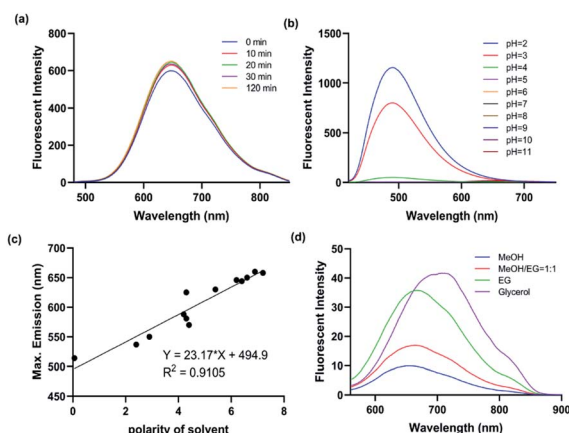 (a)
Fluorescent Intensity
800
600
400
200
0
500
600
700
800
Wavelength (nm)
0 min
10 min
20 min
30 min
120 min
(b)
Fluorescent Intensity
1500
1000
500
0
500
600
700
Wavelength (nm)
pH=2
pH=3
pH=4
pH=5
pH=6
pH=7
pH=8
pH=9
pH=10
pH=11
(c)
Max. Emission (nm)
700
650
600
550
500
450
0
2
4
6
8
polarity of solvent
Y = 23.17*X + 494.9
R² = 0.9105
(d)
Fluorescent Intensity
50
40
30
20
10
0
600
700
800
900
Wavelength (nm)
MeOH
MeOH/EG=1:1
EG
Glycerol